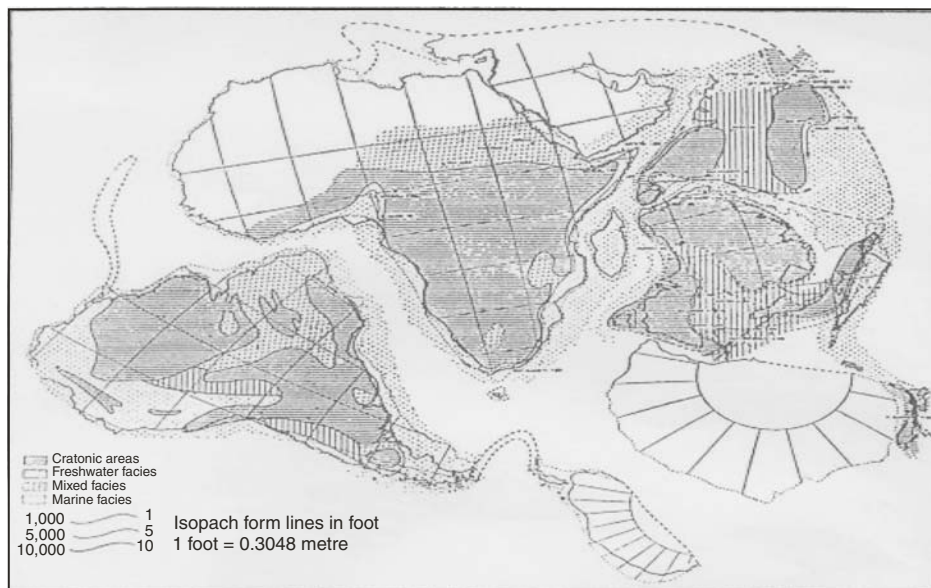 Cratonic areas
Freshwater facies
Mixed facies
Marine facies
1,000 1
5,000 5
10,000 10
Isopach form lines in foot
1 foot = 0.3048 metre